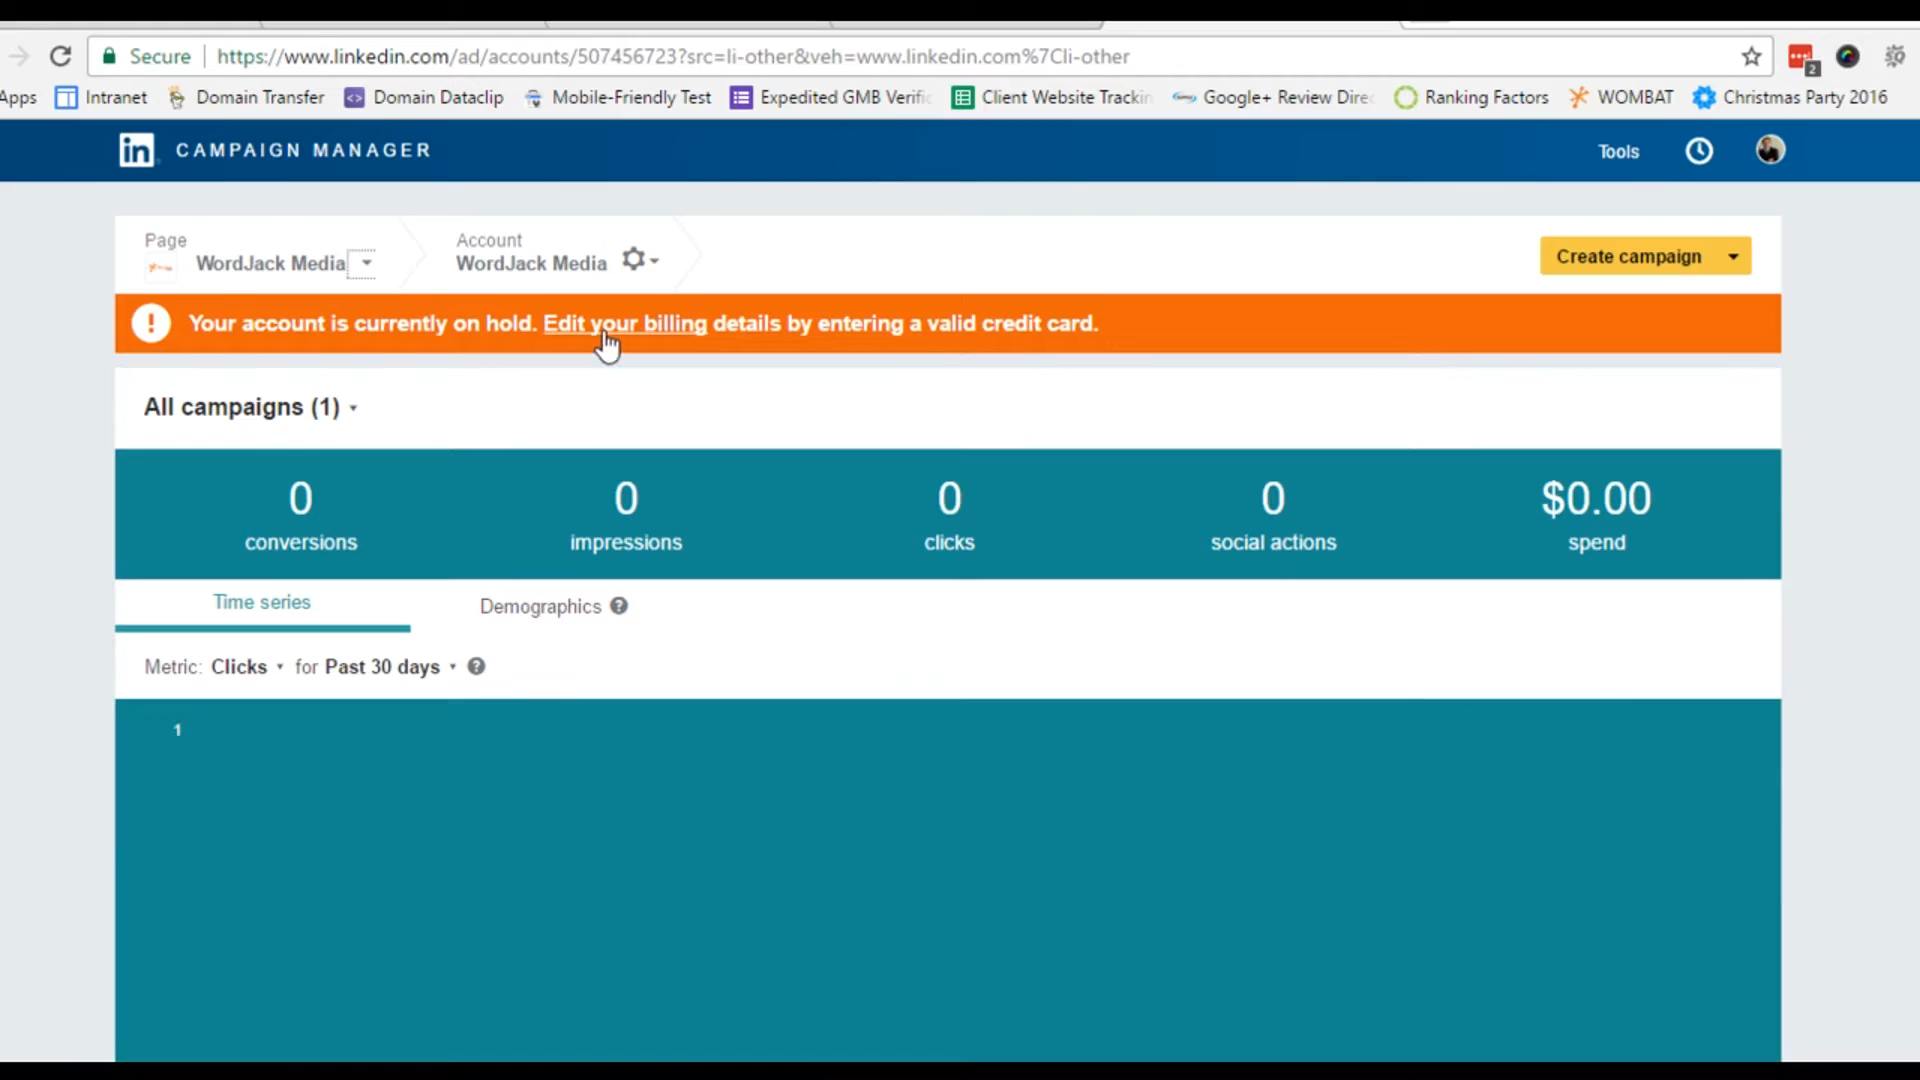 Secure https://www.linkedin.com/ad/accounts/507456723?src=li-other&veh=www.linkedin.com%7Cli-other
2
Apps Intranet Domain Transfer Domain Dataclip Mobile-Friendly Test Expedited GMB Verific Client Website Trackin Google+ Review Direc Ranking Factors WOMBAT Christmas Party 2016
in CAMPAIGN MANAGER Tools
Page Account
WordJack Media WordJack Media Create campaign
! Your account is currently on hold. Edit your billing details by entering a valid credit card.
All campaigns (1)
0 0 0 0 $0.00
conversions impressions clicks social actions spend
Time series Demographics ?
Metric: Clicks for Past 30 days ?
1